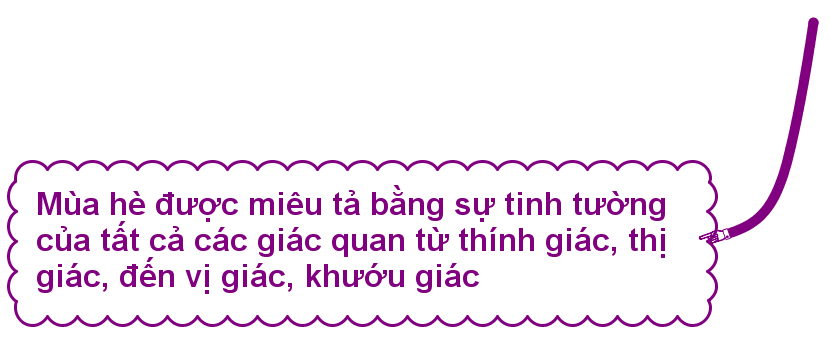 Mùa hè được miêu tả bằng sự tinh tường
của tất cả các giác quan từ thính giác, thị
giác, đến vị giác, khướu giác